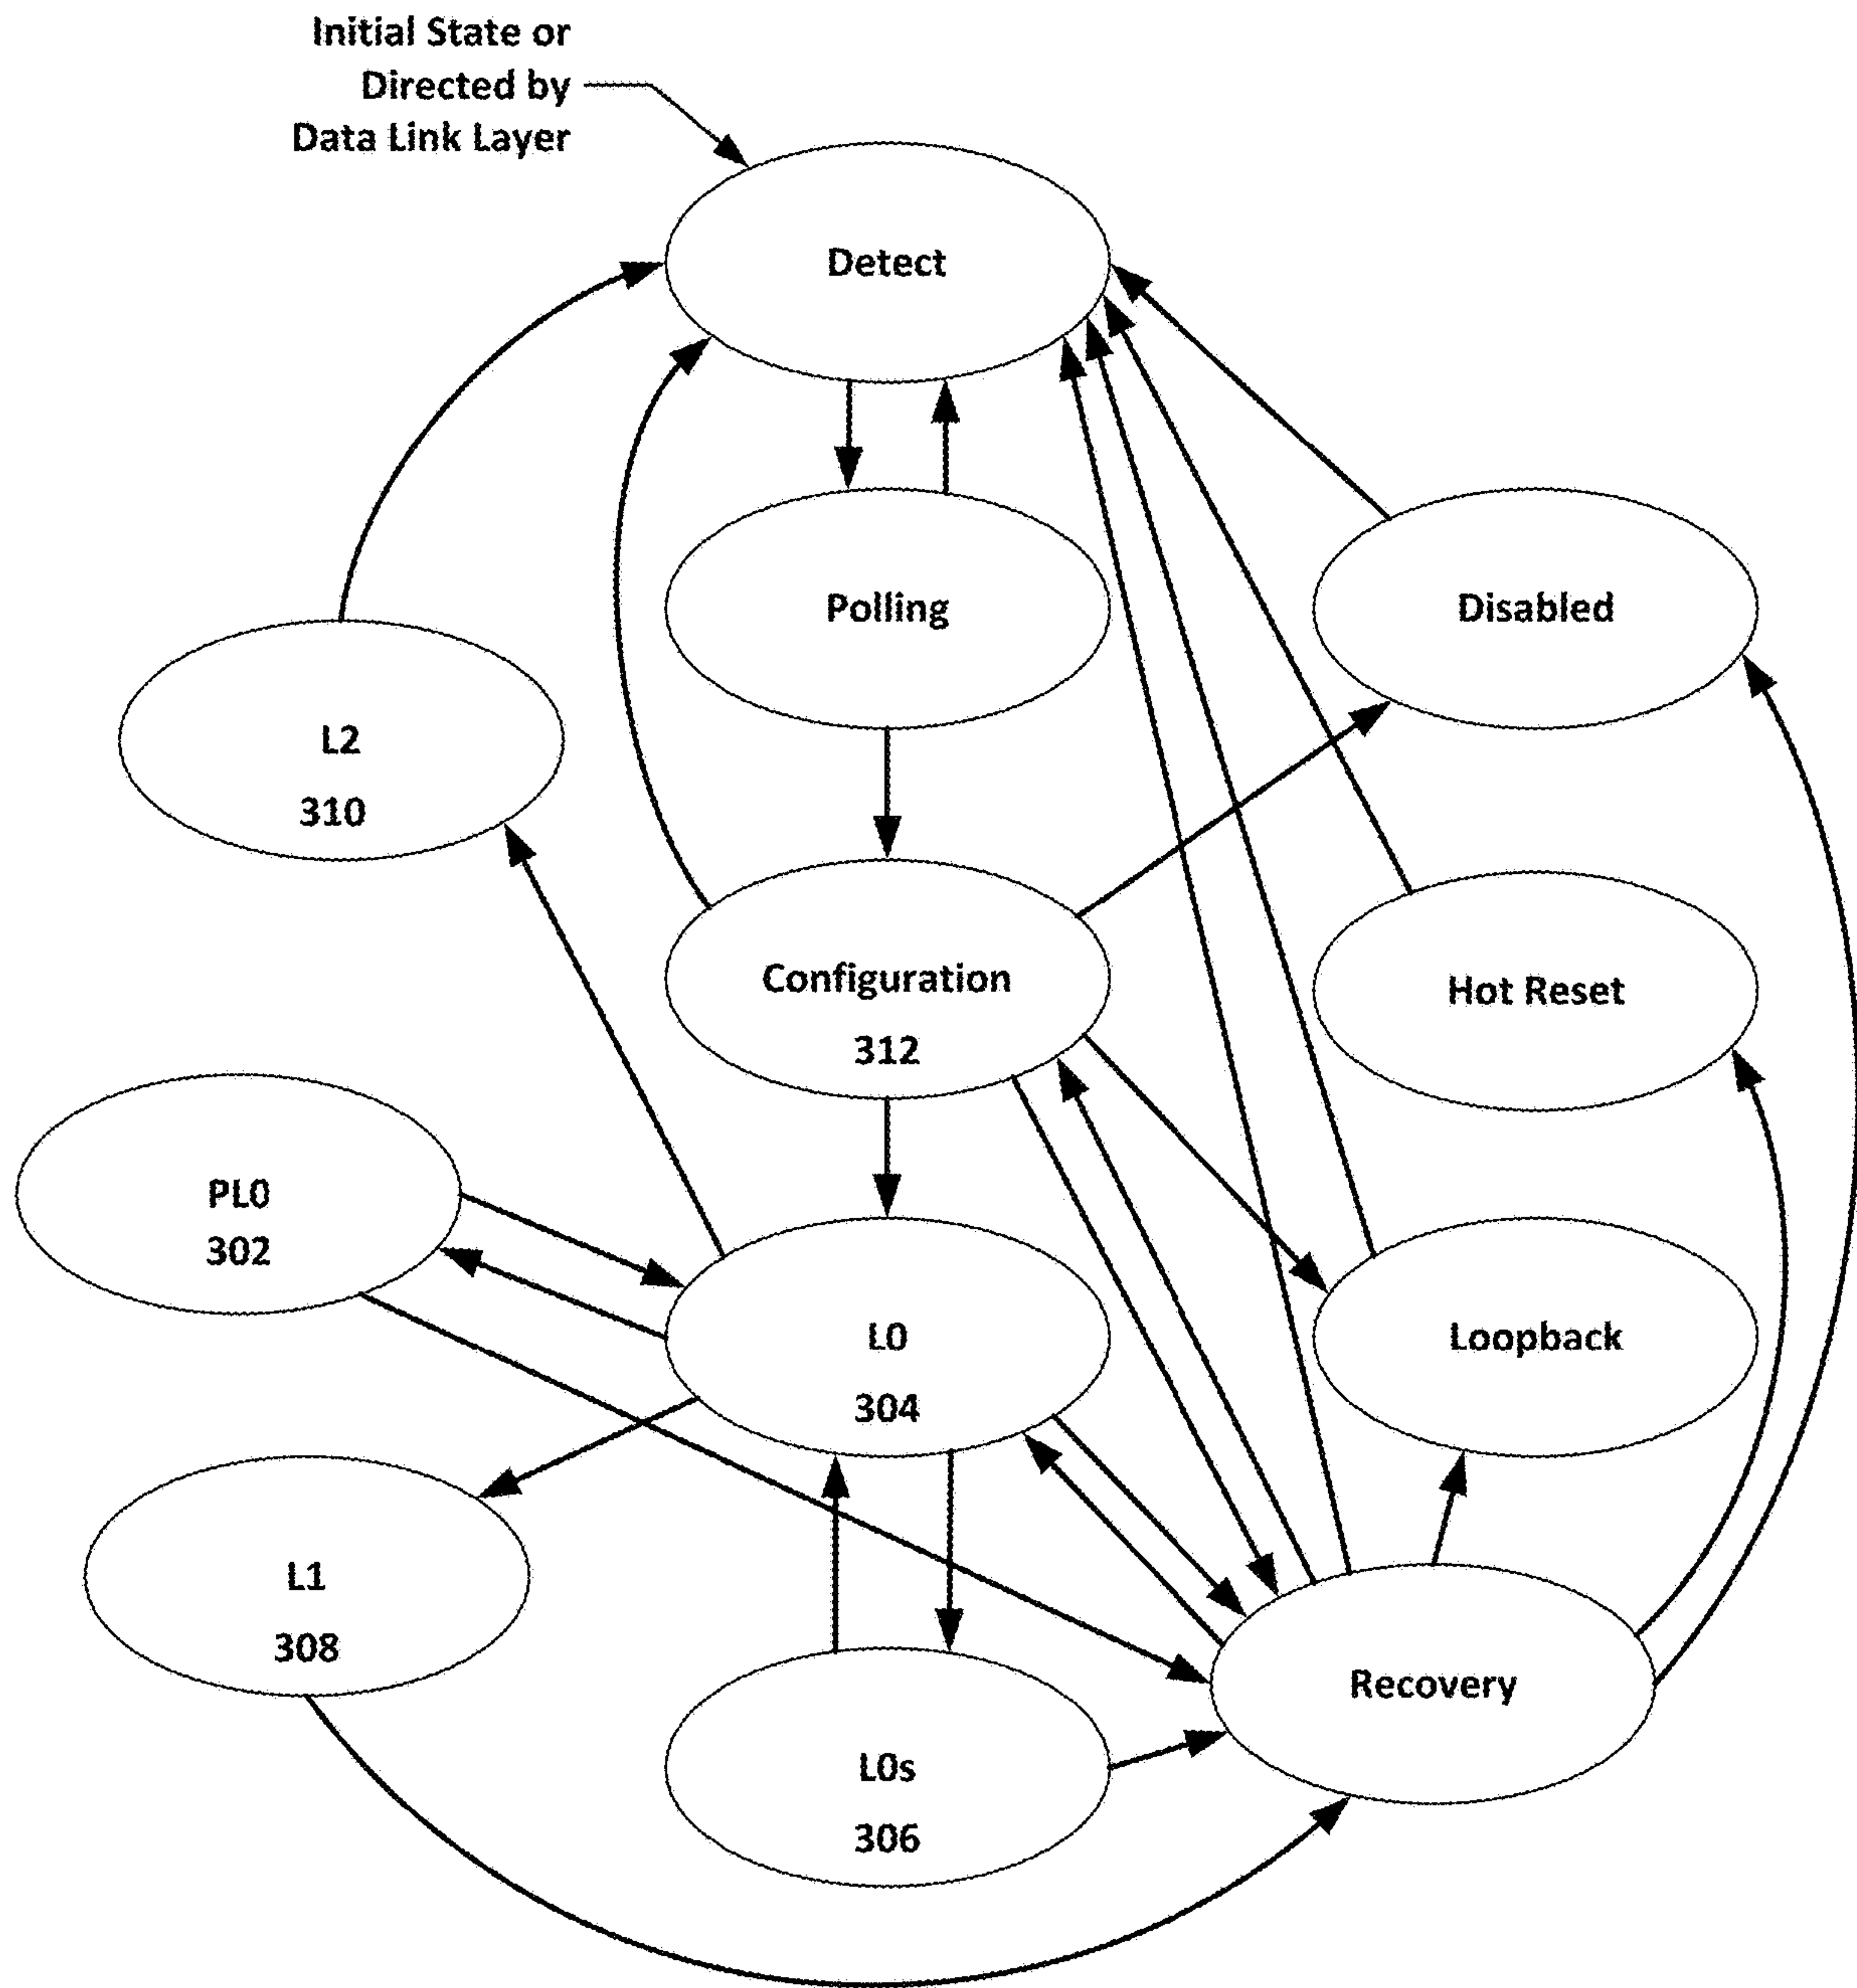 Initial State or
Directed by
Data Link Layer
Detect
Polling
Disabled
L2
310
Configuration
312
Hot Reset
PL0
302
L0
304
Loopback
L1
308
Recovery
L0s
306